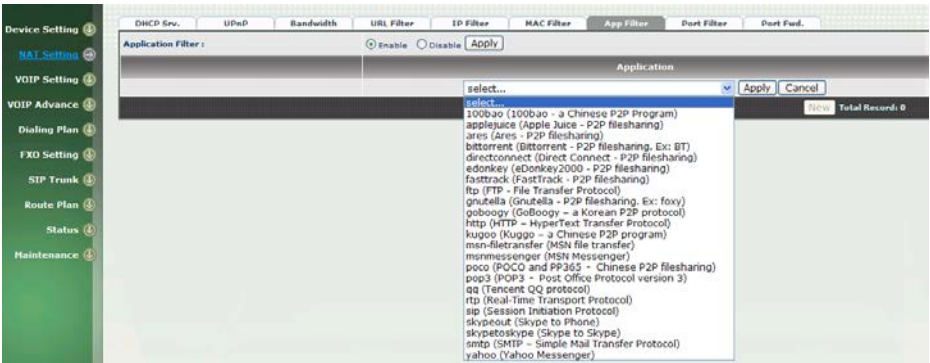 Device Setting
NAT Setting
VOIP Setting
VOIP Advance
Dialing Plan
FXO Setting
SIP Trunk
Route Plan
Status
Maintenance
DHCP Srv. UPnP Bandwidth URL Filter IP Filter MAC Filter App Filter Port Filter Port Fwd.
Application Filter : Enable Disable Apply
Application
select... Apply Cancel
New Total Record: 0
select...
100bao (100bao - a Chinese P2P Program)
applejuice (Apple Juice - P2P filesharing)
ares (Ares - P2P filesharing)
bittorrent (Bittorrent - P2P filesharing. Ex: BT)
directconnect (Direct Connect - P2P filesharing)
edonkey (eDonkey2000 - P2P filesharing)
fasttrack (FastTrack - P2P filesharing)
ftp (FTP - File Transfer Protocol)
gnutella (Gnutella - P2P filesharing. Ex: foxy)
goboogy (GoBoogy – a Korean P2P protocol)
http (HTTP – HyperText Transfer Protocol)
kugoo (Kuggo – a Chinese P2P program)
msn-filetransfer (MSN file transfer)
msnmessenger (MSN Messenger)
poco (POCO and PP365 - Chinese P2P filesharing)
pop3 (POP3 - Post Office Protocol version 3)
qq (Tencent QQ protocol)
rtp (Real-Time Transport Protocol)
sip (Session Initiation Protocol)
skypeout (Skype to Phone)
skypetoskype (Skype to Skype)
smtp (SMTP – Simple Mail Transfer Protocol)
yahoo (Yahoo Messenger)